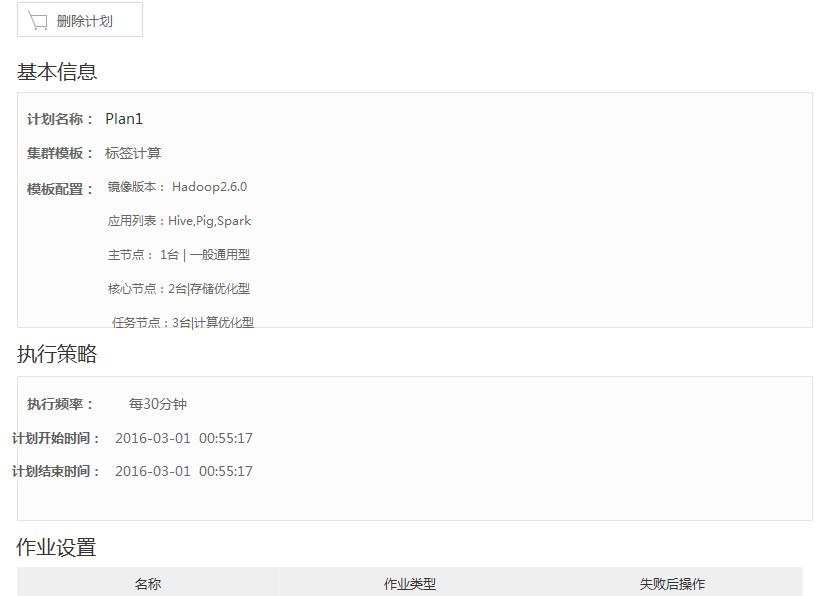 删除计划
基本信息
计划名称： Plan1
集群模板： 标签计算
模板配置： 镜像版本： Hadoop2.6.0
应用列表：Hive,Pig,Spark
主节点： 1台 | 一般通用型
核心节点：2台|存储优化型
任务节点：3台|计算优化型
执行策略
执行频率： 每30分钟
计划开始时间： 2016-03-01 00:55:17
计划结束时间： 2016-03-01 00:55:17
作业设置
名称 作业类型 失败后操作